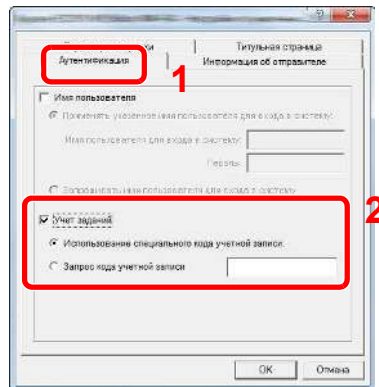 Титульная страница
Аутентификация
Информация об отправителе
1
Имя пользователя
Применять указанное имя пользователя для входа в систему:
Имя пользователя для входа в систему:
Пароль:
Запрашивать имя пользователя для входа в систему
2
Учет заданий
Использование специального кода учетной записи.
Запрос кода учетной записи
OK
Отмена